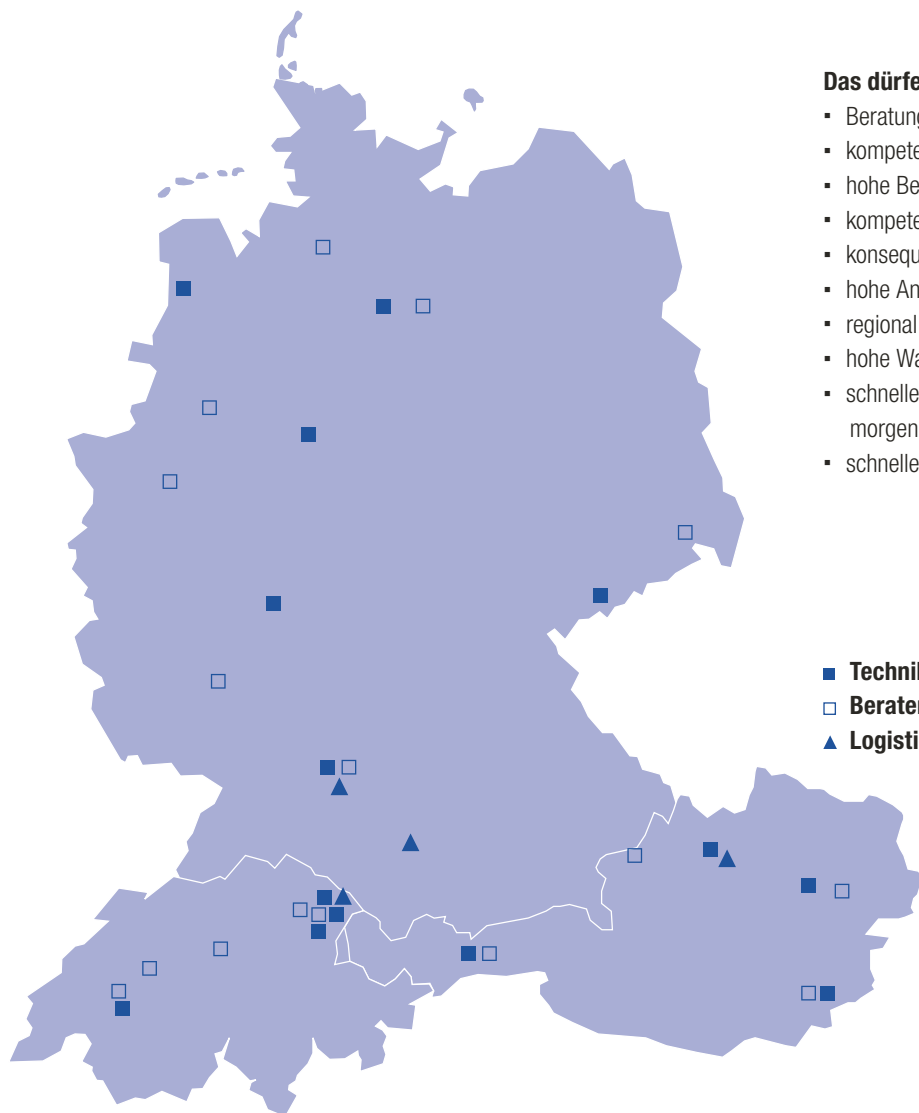 Das dürfe
▪ Beratung
▪ kompete
▪ hohe Be
▪ kompete
▪ konsequ
▪ hohe An
▪ regional
▪ hohe Wa
▪ schnelle
morgen
▪ schnelle
■ Technik
□ Berater
▲ Logisti